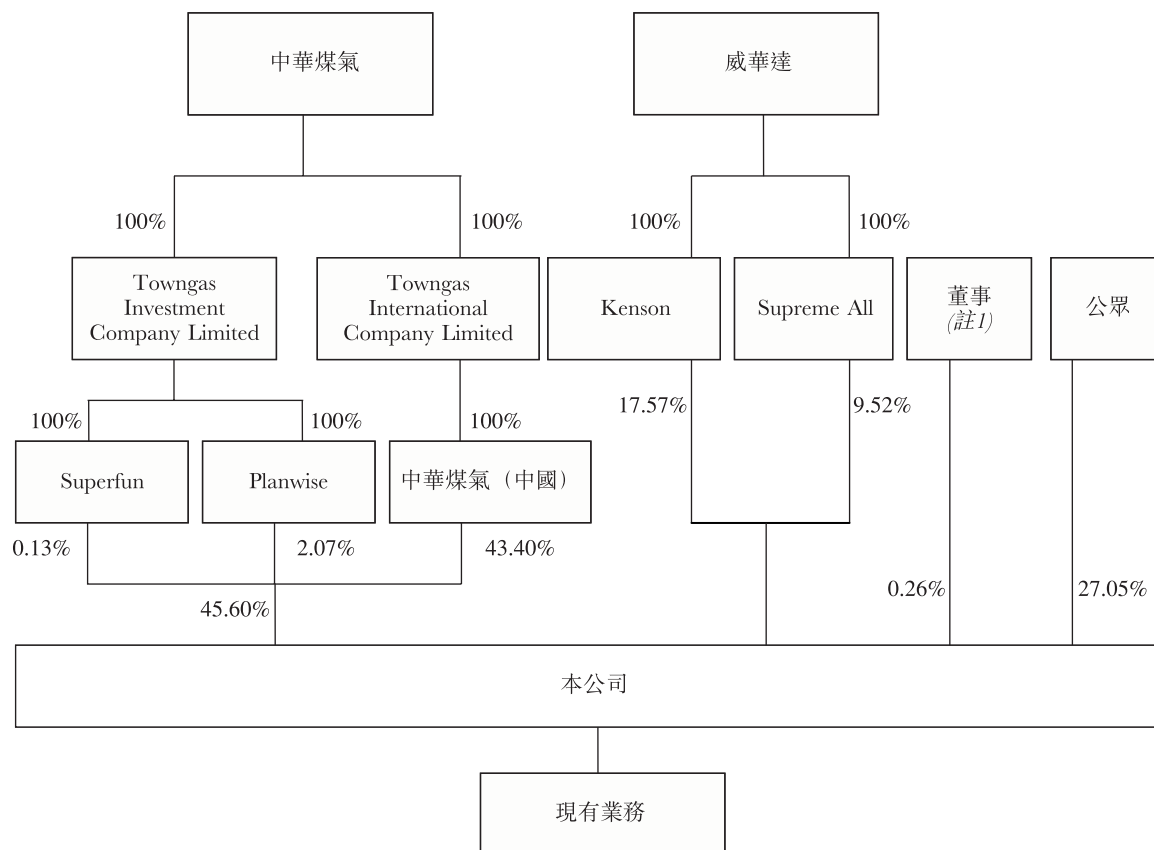 中華煤氣
威華達
100%
100%
100%
100%
Towngas
Investment
Company Limited
Towngas
International
Company Limited
Kenson
Supreme All
董事
(註1)
公眾
100%
100%
100%
17.57%
9.52%
Superfun
Planwise
中華煤氣（中國）
0.13%
2.07%
43.40%
45.60%
0.26%
27.05%
本公司
現有業務